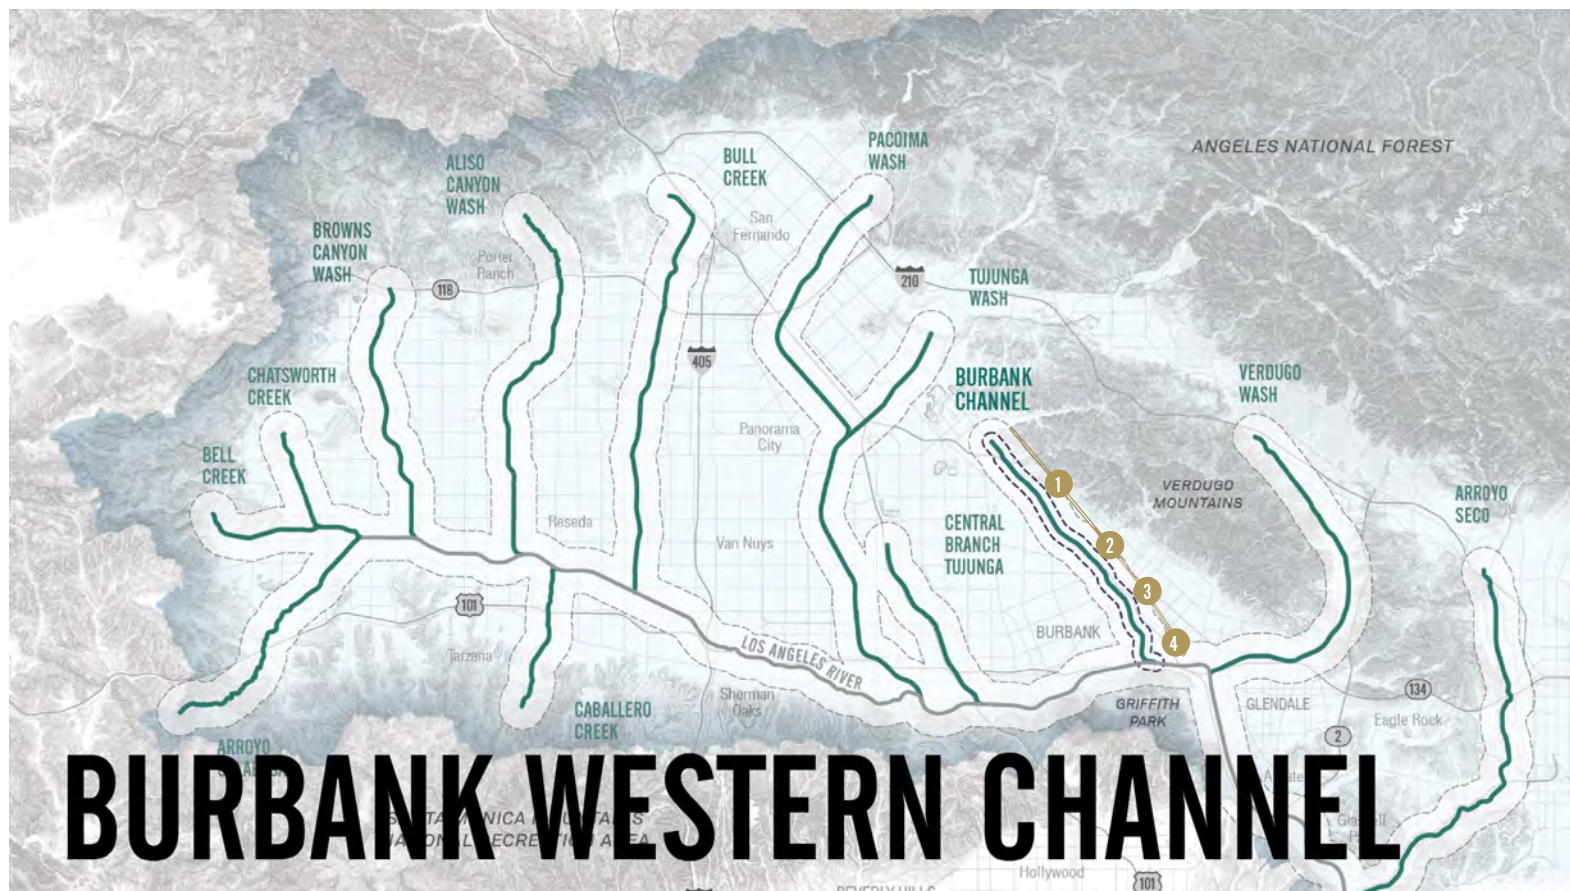 PACOIMA
WASH
ANGELES NATIONAL FOREST
BULL
CREEK
ALISO
CANYON
WASH
San
Fernando
BROWNS
CANYON
WASH
Porter
Ranch
118
210
TUJUNGA
WASH
405
CHATSWORTH
CREEK
BURBANK
CHANNEL
VERDUGO
WASH
Panorama
City
BELL
CREEK
1
VERDUGO
MOUNTAINS
ARROYO
SECO
Reseda
Van Nuys
CENTRAL
BRANCH
TUJUNGA
2
3
101
BURBANK
4
LOS ANGELES RIVER
Tarzana
Sherman
Oaks
134
GRIFFITH
PARK
GLENDALE
Eagle Rock
2
CABALLERO
CREEK
ARROYO
BURBANK WESTERN CHANNEL
Hollywood
101
BEVERLY HILLS